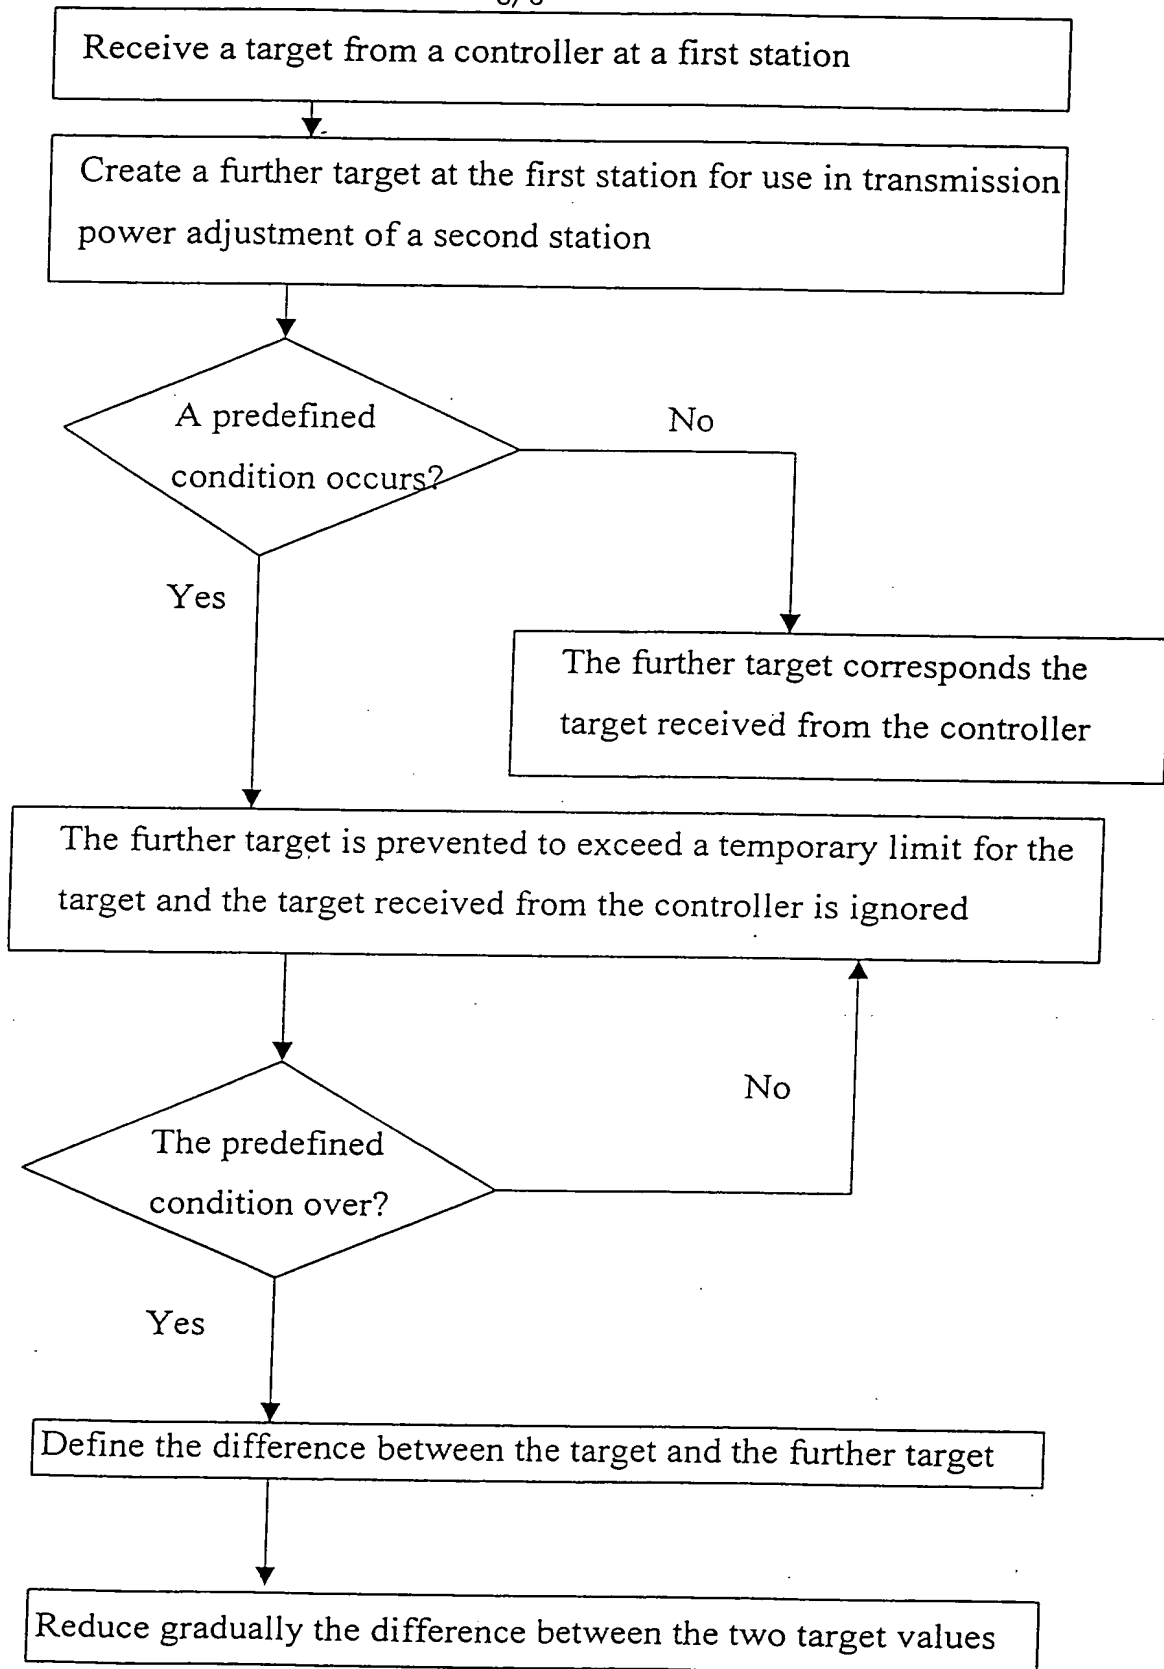 Receive a target from a controller at a first station
Create a further target at the first station for use in transmission
power adjustment of a second station
A predefined
condition occurs?
No
Yes
The further target corresponds the
target received from the controller
The further target is prevented to exceed a temporary limit for the
target and the target received from the controller is ignored
No
The predefined
condition over?
Yes
Define the difference between the target and the further target
Reduce gradually the difference between the two target values